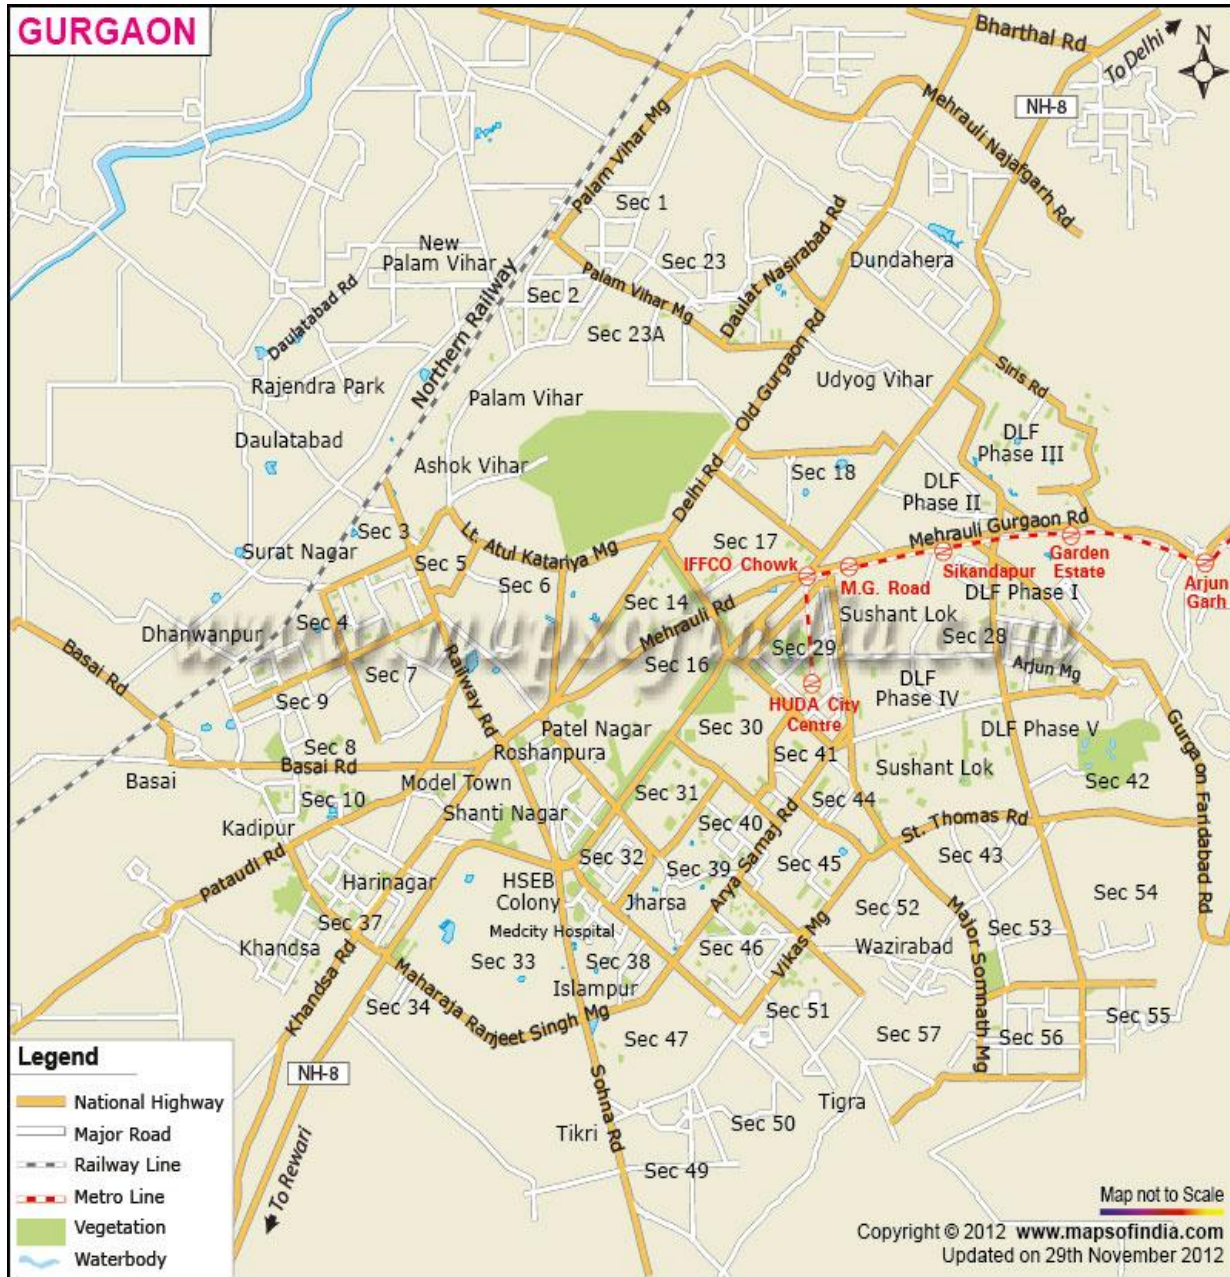 GURGAON
Bharthal Rd
To Delhi
N
NH-8
Mehrauli Najafgarh Rd
Palam Vihar Mg
Sec 1
New
Palam Vihar
Sec 23
Daulat Nasirabad Rd
Dundahera
Daulatabad Rd
Northern Railway
Sec 2
Palam Vihar Mg
Sec 23A
Old Gurgaon Rd
Rajendra Park
Palam Vihar
Udyog Vihar
Siris Rd
Daulatabad
Ashok Vihar
DLF
Phase III
Sec 18
Delhi Rd
DLF
Phase II
Sec 3
Lt. Atul Katariya Mg
Mehrauli Gurgaon Rd
Surat Nagar
Sec 5
Sec 17
IFFCO Chowk
Sec 6
M.G. Road
Sikandapur
Garden
Estate
Arjun
Garh
Sec 14
Mehrauli Rd
Sushant Lok
DLF Phase I
Sec 4
Dhanwanpur
www.mapsofindia.com
Sec 28
Basai Rd
Sec 7
Railway Rd
Sec 16
Sec 29
Arjun Mg
Sec 9
HUDA City
Centre
DLF
Phase IV
Patel Nagar
Sec 30
DLF Phase V
Gurgaon Faridabad Rd
Sec 8
Basai Rd
Roshanpura
Sec 41
Basai
Model Town
Sushant Lok
Sec 42
Sec 10
Sec 31
Sec 44
Kadipur
Shanti Nagar
Sec 40
St. Thomas Rd
Pataudi Rd
Sec 32
Sec 39
Arya Samaj Rd
Sec 45
Sec 43
Harinagar
HSEB
Colony
Jharsa
Sec 54
Sec 37
Medcity Hospital
Sec 52
Major Somnath Mg
Sec 53
Khandsa
Khandsa Rd
Sec 33
Sec 38
Sec 46
Vikas Mg
Wazirabad
Islampur
Sec 34
Maharaja Ranjeet Singh Mg
Sec 51
Sec 55
Sec 47
Sec 57
Sec 56
Legend
National Highway
Major Road
Railway Line
Metro Line
Vegetation
Waterbody
NH-8
To Rewari
Sohna Rd
Tikri
Sec 50
Tigra
Sec 49
Map not to Scale
Copyright © 2012 www.mapsofindia.com
Updated on 29th November 2012